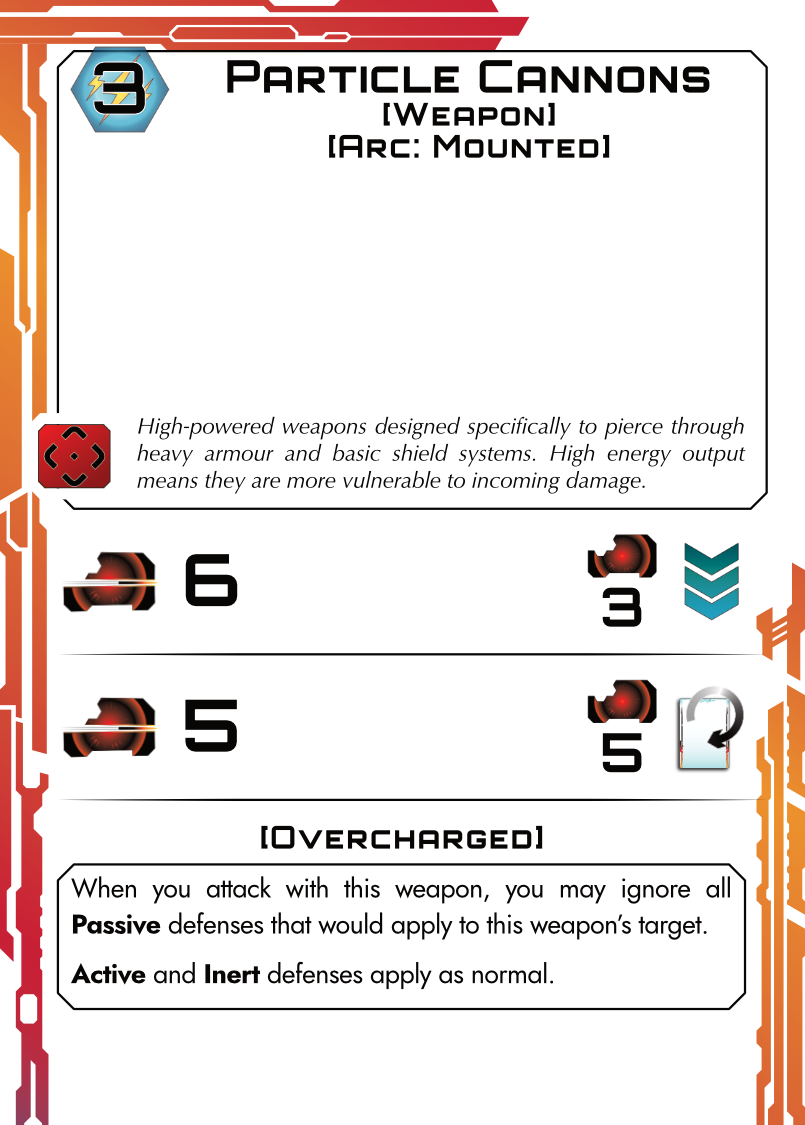 3
Particle Cannons
[Weapon]
[Arc: Mounted]
High-powered weapons designed specifically to pierce through
heavy armour and basic shield systems. High energy output
means they are more vulnerable to incoming damage.
6
3
5
5
[Overcharged]
When you attack with this weapon, you may ignore all
Passive defenses that would apply to this weapon's target.
Active and Inert defenses apply as normal.